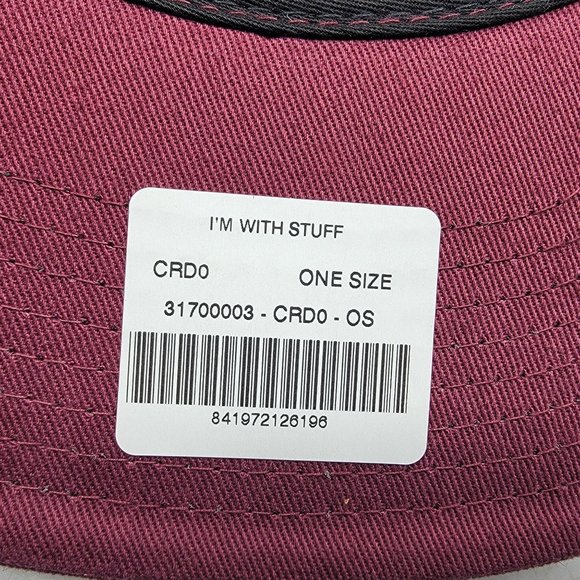 I'M WITH STUFF
CRD0 ONE SIZE
31700003 - CRD0 - OS
841972126196